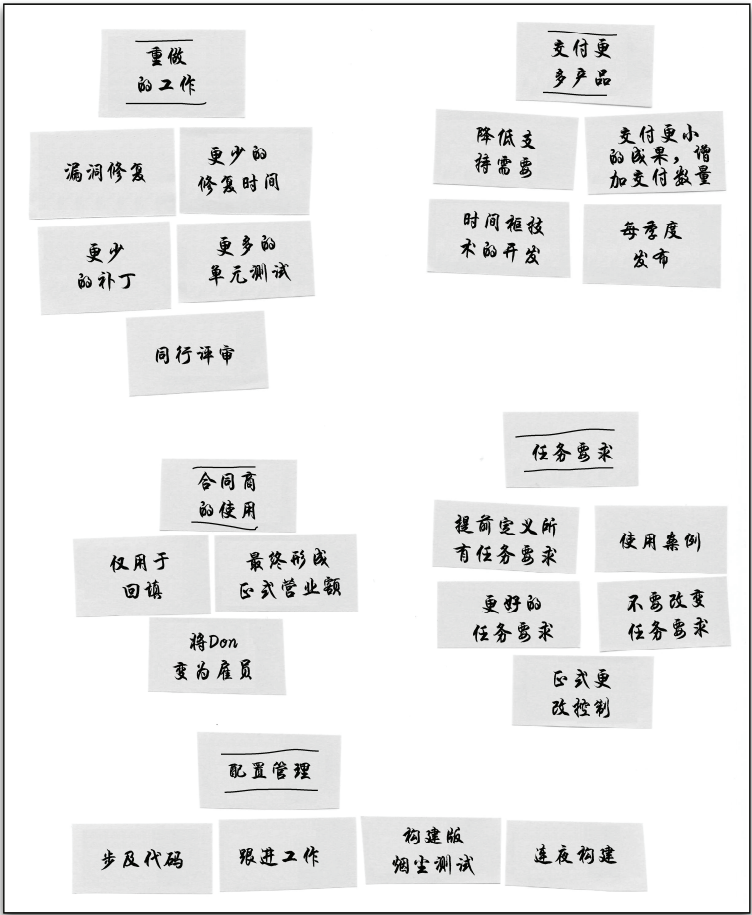 重做
的工作
漏洞修复
更少的
修复时间
更少
的补丁
更多的
单元测试
同行评审
交付更
多产品
降低支
持需要
交付更小
的成果，增
加交付数量
时间框技
术的开发
每季度
发布
合同商
的使用
仅用于
回填
最终形成
正式营业额
将Don
变为雇员
任务要求
提前定义所
有任务要求
使用案例
更好的
任务要求
不要改变
任务要求
正式更
改控制
配置管理
步及代码
跟进工作
构建版
烟尘测试
连夜构建